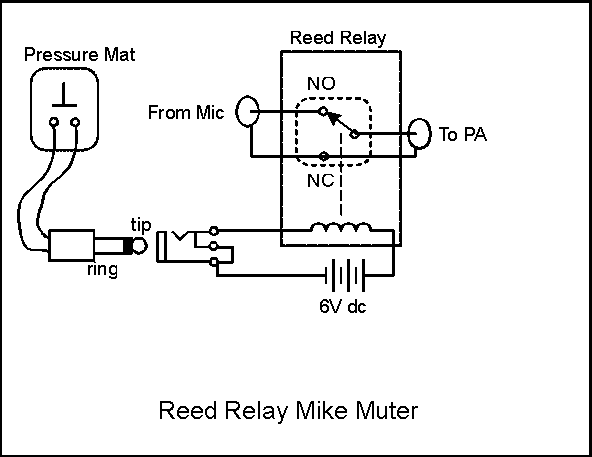 Reed Relay
Pressure Mat
NO
From Mic
To PA
NC
tip
ring
6V dc
Reed Relay Mike Muter